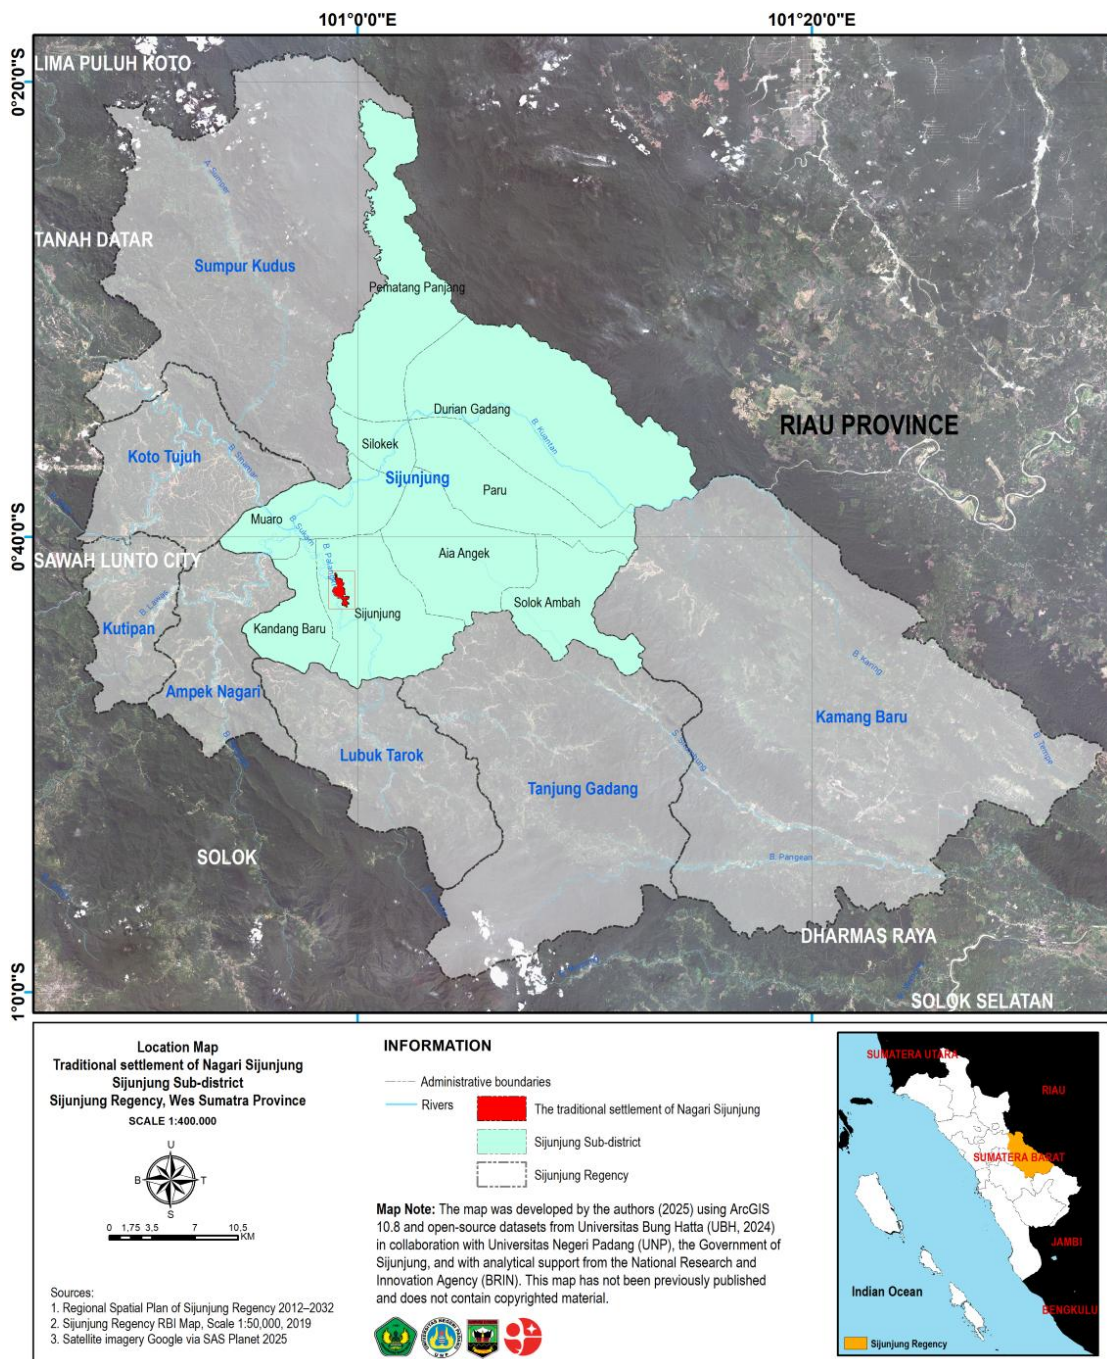 101°0'0"E
101°20'0"E
0°20'0"S
0°40'0"S
1°0'0"S
LIMA PULUH KOTO
TANAH DATAR
A. Sumpur
Sumpur Kudus
Pematang Panjang
Durian Gadang
B. Kuantan
RIAU PROVINCE
Silokek
Koto Tujuh
B. Sinamar
Sijunjung
Paru
Muaro
B. Sukam
SAWAH LUNTO CITY
Aia Angek
B. Lawas
Solok Ambah
Sijunjung
Kandang Baru
Kutipan
B. Karing
Ampek Nagari
Kamang Baru
Lubuk Tarok
B. Tempe
Tanjung Gadang
SOLOK
B. Pangean
DHARMAS RAYA
SOLOK SELATAN
Location Map
Traditional settlement of Nagari Sijunjung
Sijunjung Sub-district
Sijunjung Regency, Wes Sumatra Province
SCALE 1:400.000
U
B
T
S
0 1,75 3,5 7 10,5
KM
Sources:
1. Regional Spatial Plan of Sijunjung Regency 2012–2032
2. Sijunjung Regency RBI Map, Scale 1:50,000, 2019
3. Satellite imagery Google via SAS Planet 2025
INFORMATION
Administrative boundaries
Rivers
The traditional settlement of Nagari Sijunjung
Sijunjung Sub-district
Sijunjung Regency
Map Note: The map was developed by the authors (2025) using ArcGIS
10.8 and open-source datasets from Universitas Bung Hatta (UBH, 2024)
in collaboration with Universitas Negeri Padang (UNP), the Government of
Sijunjung, and with analytical support from the National Research and
Innovation Agency (BRIN). This map has not been previously published
and does not contain copyrighted material.
SUMATERA UTARA
RIAU
SUMATERA BARAT
JAMBI
Indian Ocean
BENGKULU
Sijunjung Regency